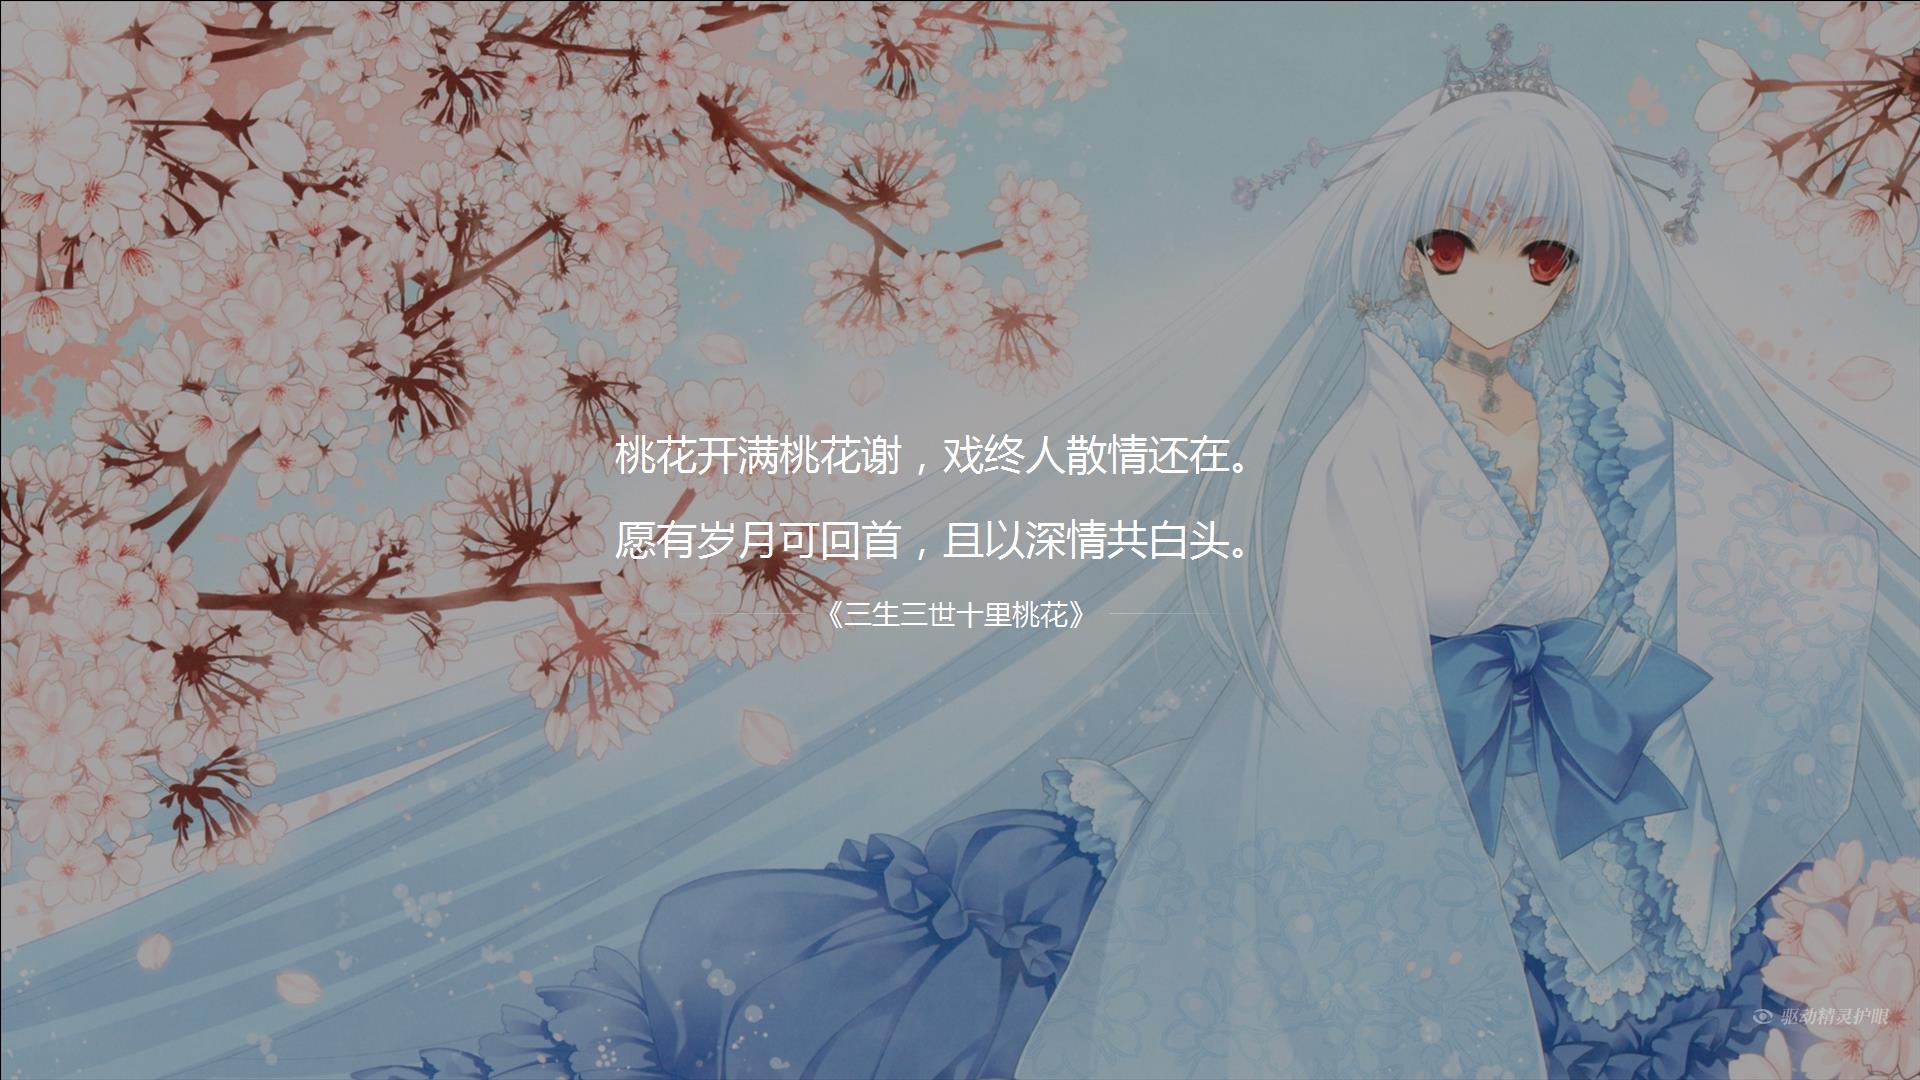 桃花开满桃花谢，戏终人散情还在。
愿有岁月可回首，且以深情共白头。
《三生三世十里桃花》
驱动精灵护眼